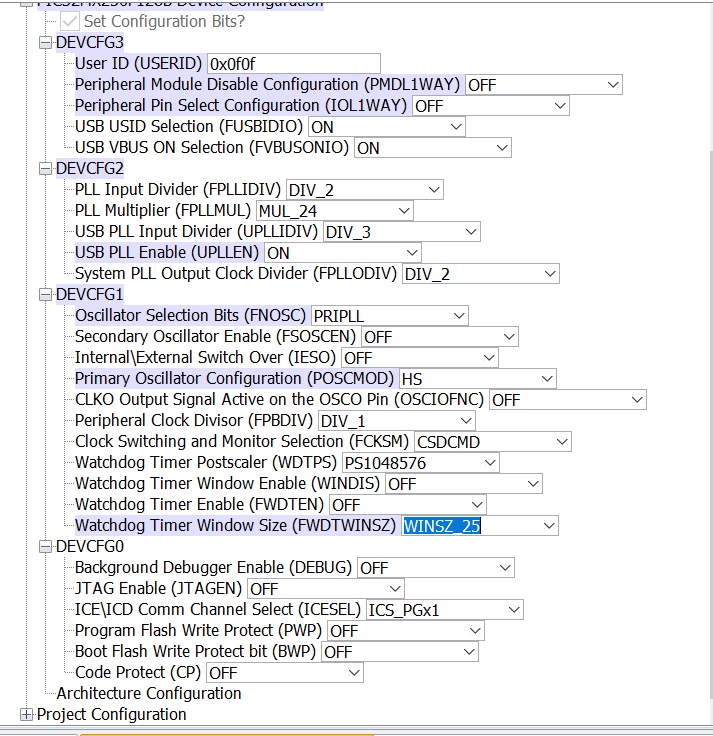 PIC32MX250F128B Device Configuration
Set Configuration Bits?
DEVCFG3
User ID (USERID) 0x0f0f
Peripheral Module Disable Configuration (PMDL1WAY) OFF
Peripheral Pin Select Configuration (IOL1WAY) OFF
USB USID Selection (FUSBIDIO) ON
USB VBUS ON Selection (FVBUSONIO) ON
DEVCFG2
PLL Input Divider (FPLLIDIV) DIV_2
PLL Multiplier (FPLLMUL) MUL_24
USB PLL Input Divider (UPLLIDIV) DIV_3
USB PLL Enable (UPLLEN) ON
System PLL Output Clock Divider (FPLLODIV) DIV_2
DEVCFG1
Oscillator Selection Bits (FNOSC) PRIPLL
Secondary Oscillator Enable (FSOSCEN) OFF
Internal\External Switch Over (IESO) OFF
Primary Oscillator Configuration (POSCMOD) HS
CLKO Output Signal Active on the OSCO Pin (OSCIOFNC) OFF
Peripheral Clock Divisor (FPBDIV) DIV_1
Clock Switching and Monitor Selection (FCKSM) CSDCMD
Watchdog Timer Postscaler (WDTPS) PS1048576
Watchdog Timer Window Enable (WINDIS) OFF
Watchdog Timer Enable (FWDTEN) OFF
Watchdog Timer Window Size (FWDTWINSZ) WINSZ_25
DEVCFG0
Background Debugger Enable (DEBUG) OFF
JTAG Enable (JTAGEN) OFF
ICE\ICD Comm Channel Select (ICESEL) ICS_PGx1
Program Flash Write Protect (PWP) OFF
Boot Flash Write Protect bit (BWP) OFF
Code Protect (CP) OFF
Architecture Configuration
Project Configuration